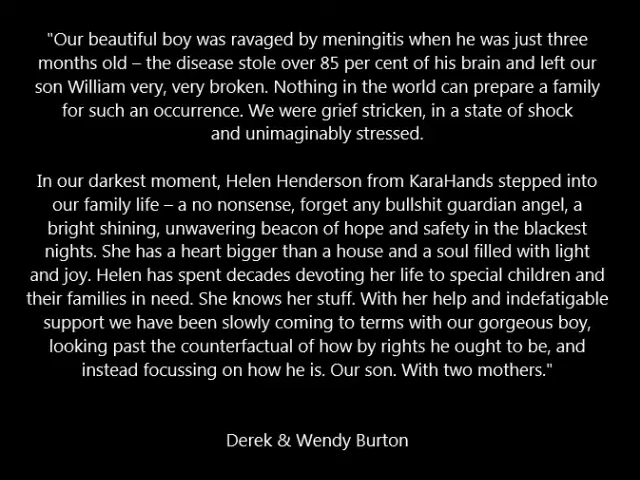 "Our beautiful boy was ravaged by meningitis when he was just three
months old – the disease stole over 85 per cent of his brain and left our
son William very, very broken. Nothing in the world can prepare a family
for such an occurrence. We were grief stricken, in a state of shock
and unimaginably stressed.
In our darkest moment, Helen Henderson from KaraHands stepped into
our family life – a no nonsense, forget any bullshit guardian angel, a
bright shining, unwavering beacon of hope and safety in the blackest
nights. She has a heart bigger than a house and a soul filled with light
and joy. Helen has spent decades devoting her life to special children and
their families in need. She knows her stuff. With her help and indefatigable
support we have been slowly coming to terms with our gorgeous boy,
looking past the counterfactual of how by rights he ought to be, and
instead focussing on how he is. Our son. With two mothers."
Derek & Wendy Burton